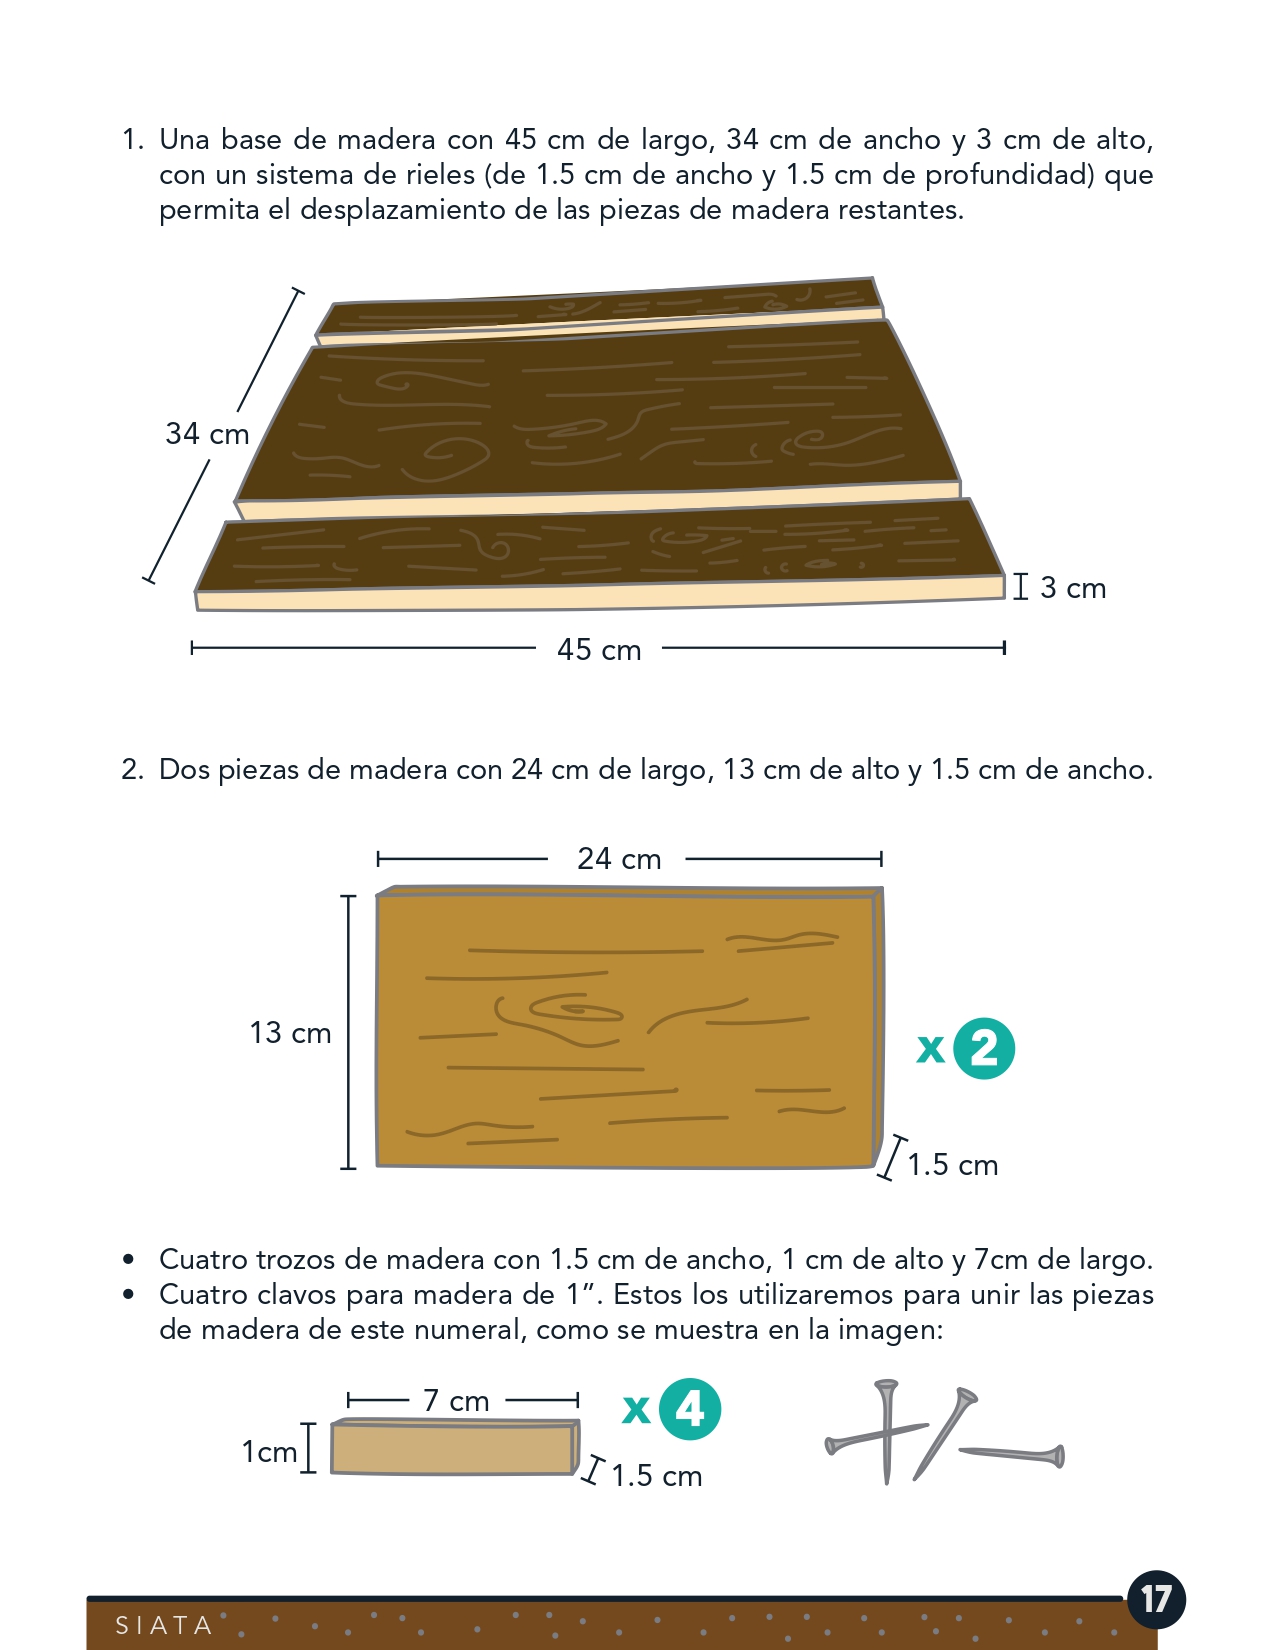 1. Una base de madera con 45 cm de largo, 34 cm de ancho y 3 cm de alto,
con un sistema de rieles (de 1.5 cm de ancho y 1.5 cm de profundidad) que
permita el desplazamiento de las piezas de madera restantes.
34 cm
3 cm
45 cm
2. Dos piezas de madera con 24 cm de largo, 13 cm de alto y 1.5 cm de ancho.
24 cm
13 cm
x 2
1.5 cm
• Cuatro trozos de madera con 1.5 cm de ancho, 1 cm de alto y 7cm de largo.
• Cuatro clavos para madera de 1”. Estos los utilizaremos para unir las piezas
de madera de este numeral, como se muestra en la imagen:
7 cm
x 4
1cm
1.5 cm
17
SIATA